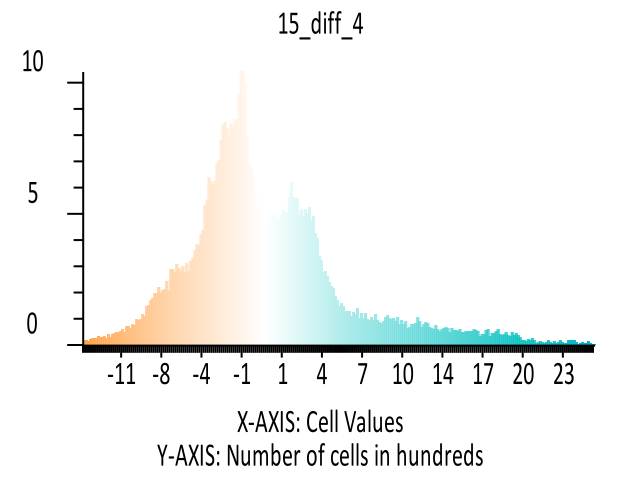 15_diff_4
10
5
0
-11 -8 -4 -1 1 4 7 10 14 17 20 23
X-AXIS: Cell Values
Y-AXIS: Number of cells in hundreds